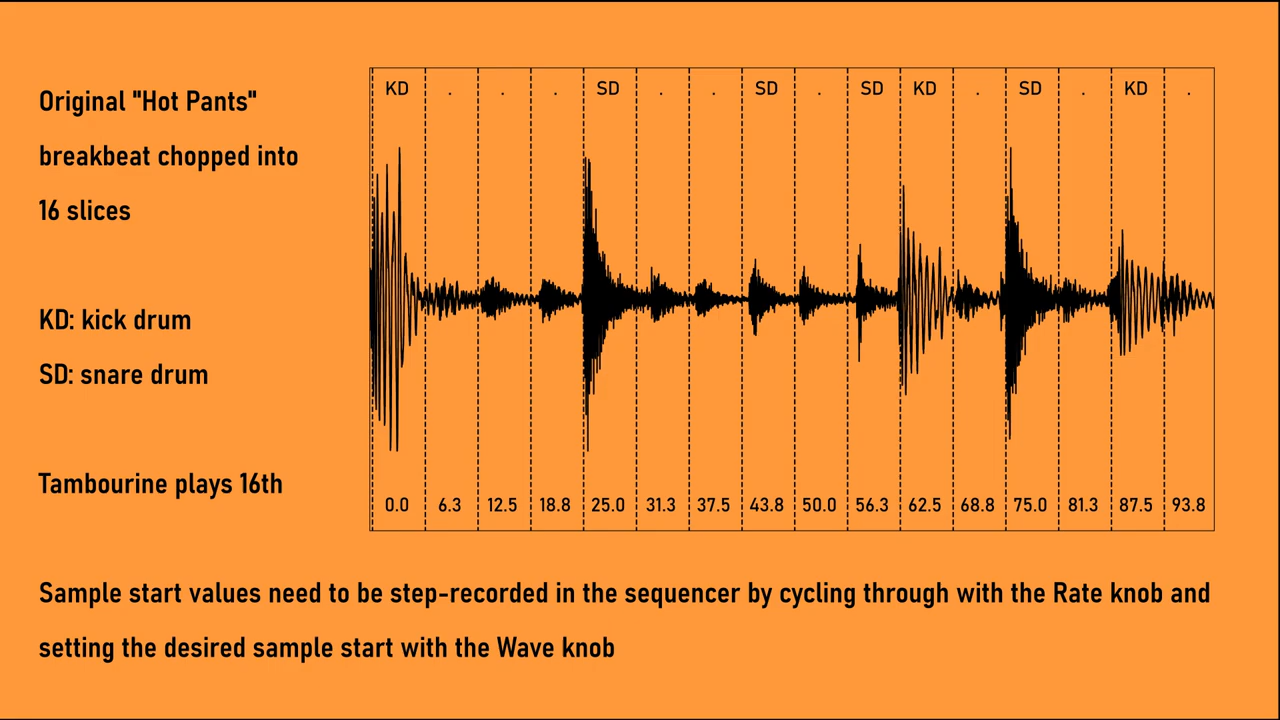 Original "Hot Pants"
breakbeat chopped into
16 slices
KD: kick drum
SD: snare drum
Tambourine plays 16th
KD . . . SD . . SD . SD KD . SD . KD .
0.0 6.3 12.5 18.8 25.0 31.3 37.5 43.8 50.0 56.3 62.5 68.8 75.0 81.3 87.5 93.8
Sample start values need to be step-recorded in the sequencer by cycling through with the Rate knob and
setting the desired sample start with the Wave knob